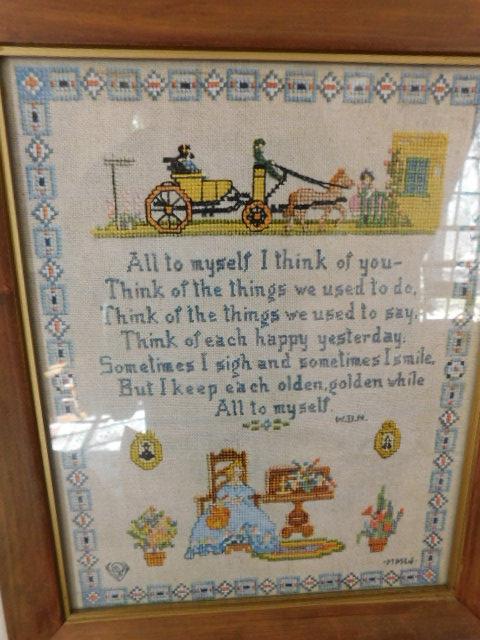 All to myself I think of you-
Think of the things we used to do,
Think of the things we used to say,
Think of each happy yesterday.
Sometimes I sigh and sometimes I smile,
But I keep each olden, golden while
All to myself.
W.D.N.